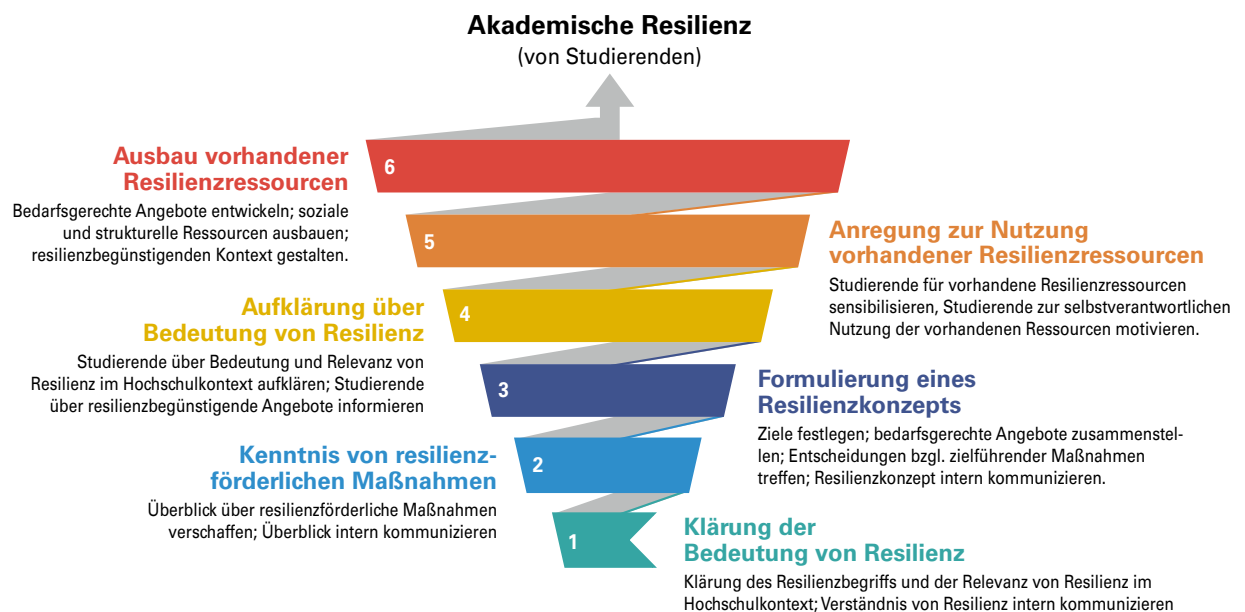 Akademische Resilienz
(von Studierenden)
6
Ausbau vorhandener
Resilienzressourcen
Bedarfsgerechte Angebote entwickeln; soziale
und strukturelle Ressourcen ausbauen;
resilienzbegünstigenden Kontext gestalten.
5
Anregung zur Nutzung
vorhandener Resilienzressourcen
Studierende für vorhandene Resilienzressourcen
sensibilisieren, Studierende zur selbstverantwortlichen
Nutzung der vorhandenen Ressourcen motivieren.
4
Aufklärung über
Bedeutung von Resilienz
Studierende über Bedeutung und Relevanz von
Resilienz im Hochschulkontext aufklären; Studierende
über resilienzbegünstigende Angebote informieren
3
Formulierung eines
Resilienzkonzepts
Ziele festlegen; bedarfsgerechte Angebote zusammenstel-
len; Entscheidungen bzgl. zielführender Maßnahmen
treffen; Resilienzkonzept intern kommunizieren.
2
Kenntnis von resilienz-
förderlichen Maßnahmen
Überblick über resilienzförderliche Maßnahmen
verschaffen; Überblick intern kommunizieren
1
Klärung der
Bedeutung von Resilienz
Klärung des Resilienzbegriffs und der Relevanz von Resilienz im
Hochschulkontext; Verständnis von Resilienz intern kommunizieren